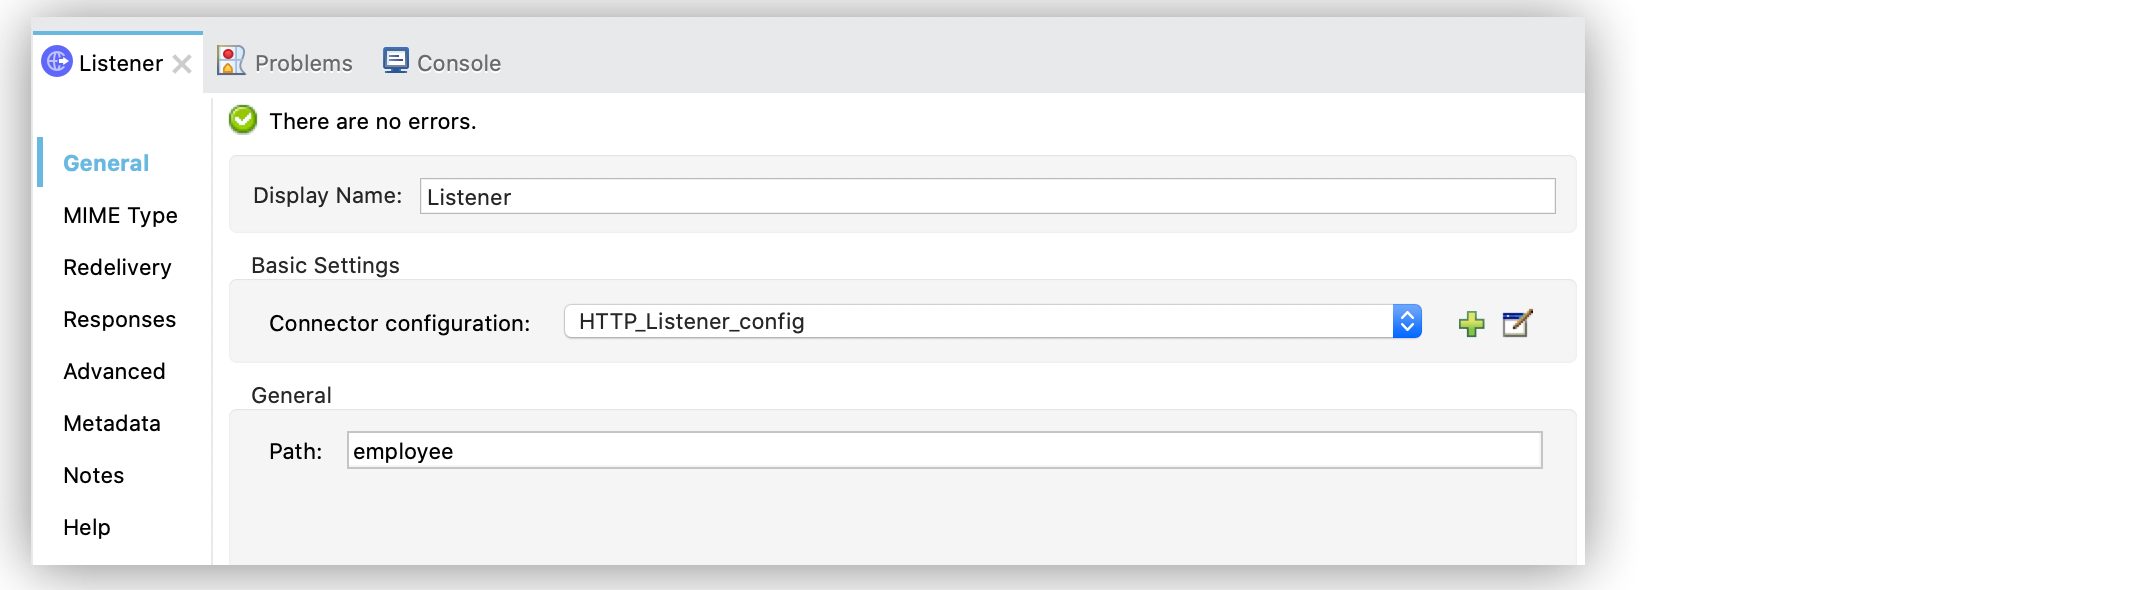 Listener Problems Console
There are no errors.
General
MIME Type
Redelivery
Responses
Advanced
Metadata
Notes
Help
Display Name: Listener
Basic Settings
Connector configuration: HTTP_Listener_config
General
Path: employee